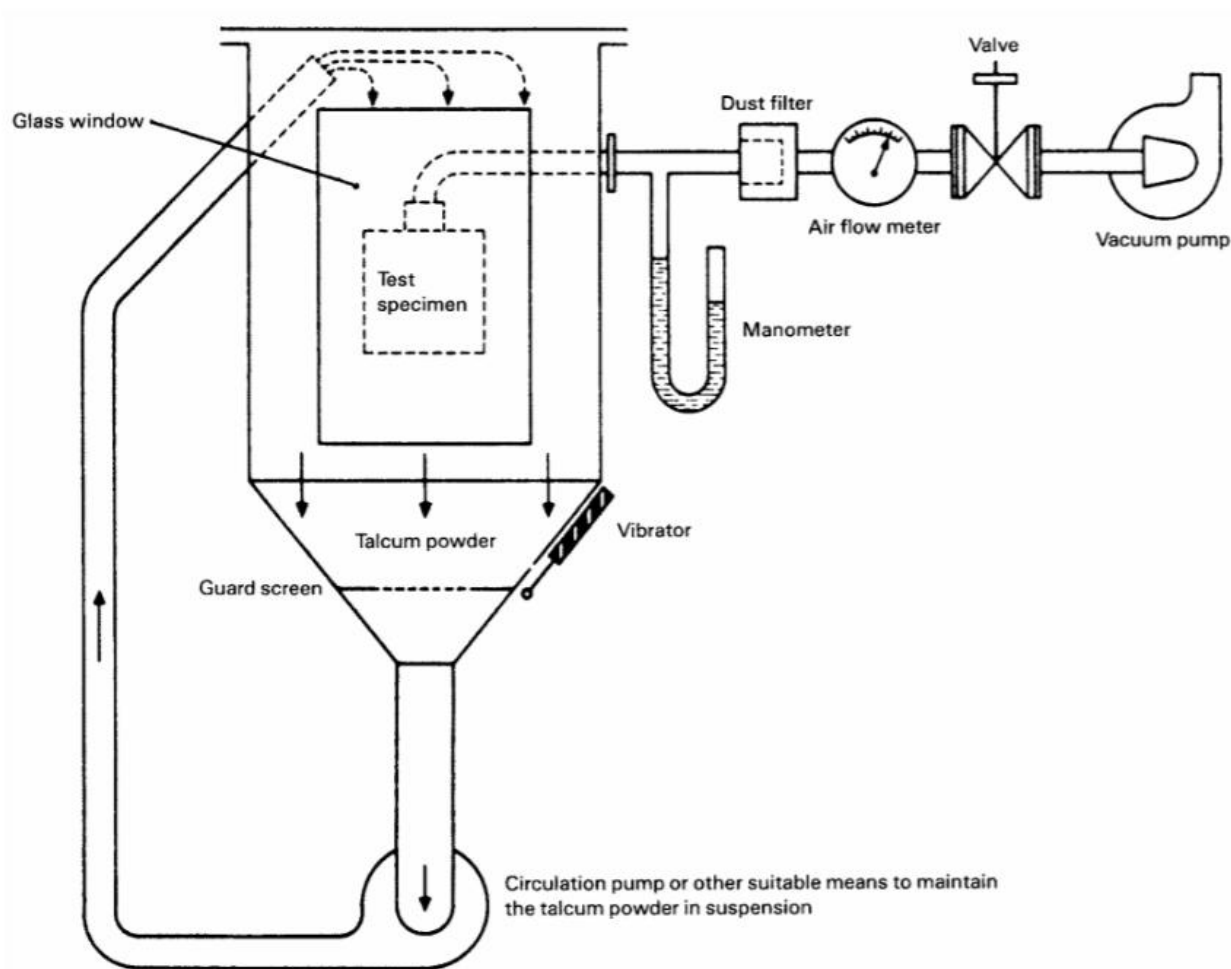 Valve
Dust filter
Glass window
Air flow meter
Vacuum pump
Test
specimen
Manometer
Vibrator
Talcum powder
Guard screen
Circulation pump or other suitable means to maintain
the talcum powder in suspension